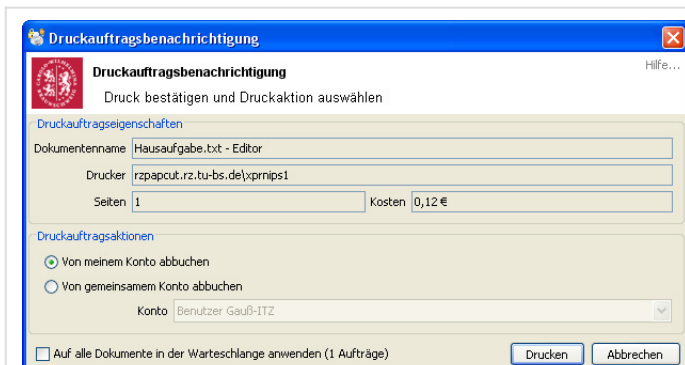 Druckauftragsbenachrichtigung
Hilfe...
Druckauftragsbenachrichtigung
Druck bestätigen und Druckaktion auswählen
Druckauftragseigenschaften
Dokumentenname Hausaufgabe.txt - Editor
Drucker rzpapcut.rz.tu-bs.de\xprnips1
Seiten 1 Kosten 0,12 €
Druckauftragsaktionen
Von meinem Konto abbuchen
Von gemeinsamem Konto abbuchen
Konto Benutzer Gauß-ITZ
Auf alle Dokumente in der Warteschlange anwenden (1 Aufträge) Drucken Abbrechen